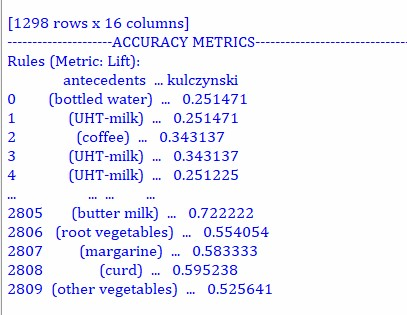 [1298 rows x 16 columns]
--------------------ACCURACY METRICS------------------------------
Rules (Metric: Lift):
antecedents ... kulczynski
0 (bottled water) ... 0.251471
1 (UHT-milk) ... 0.251471
2 (coffee) ... 0.343137
3 (UHT-milk) ... 0.343137
4 (UHT-milk) ... 0.251225
... ... ... ...
2805 (butter milk) ... 0.722222
2806 (root vegetables) ... 0.554054
2807 (margarine) ... 0.583333
2808 (curd) ... 0.595238
2809 (other vegetables) ... 0.525641